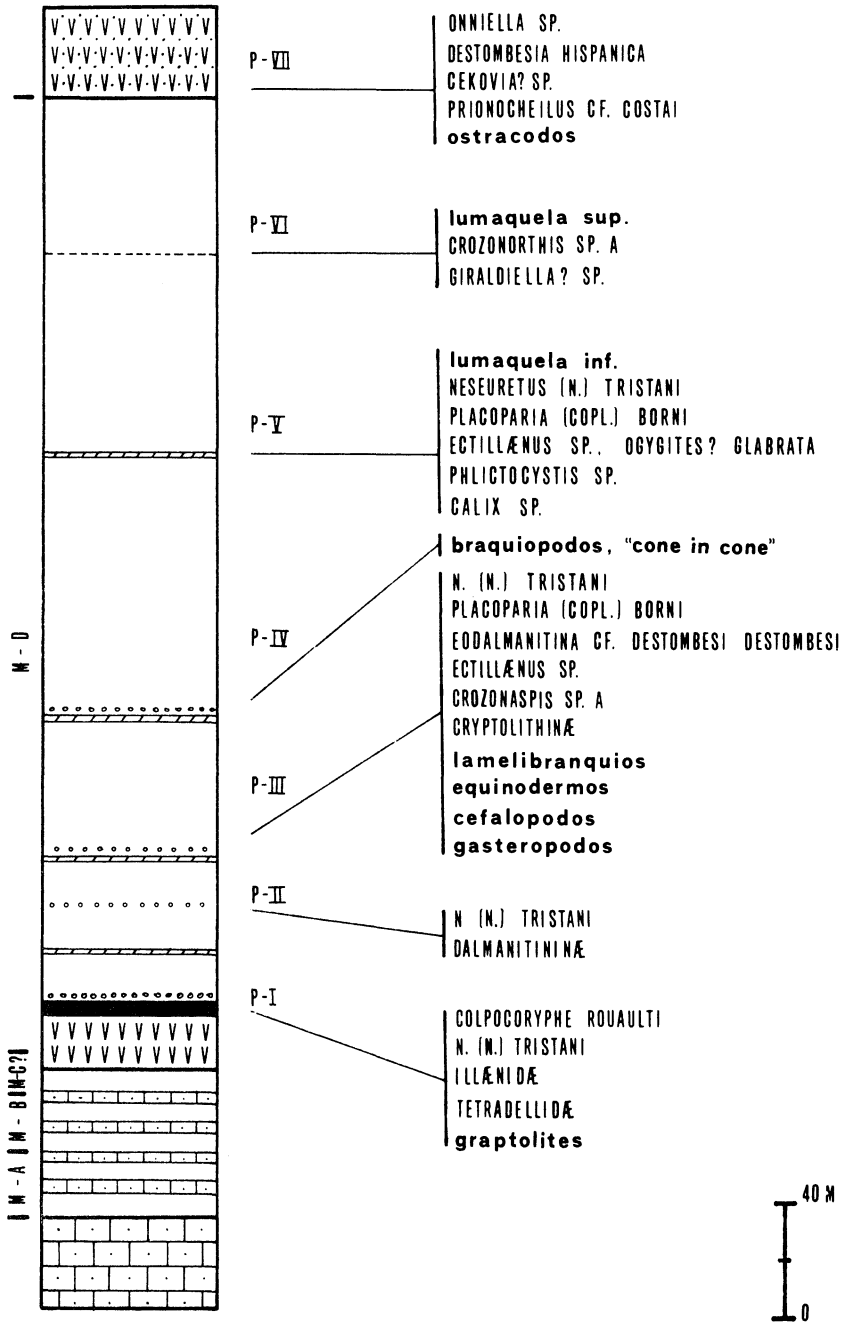 P-VII
ONNIELLA SP.
DESTOMBESIA HISPANICA
CEKOVIA? SP.
PRIONOCHEILUS CF. COSTAI
ostracodos
P-VI
lumaquela sup.
CROZONORTHIS SP. A
GIRALDIELLA? SP.
P-V
lumaquela inf.
NESEURETUS (N.) TRISTANI
PLACOPARIA (COPL.) BORNI
ECTILLÆNUS SP., OGYGITES? GLABRATA
PHLICTOCYSTIS SP.
CALIX SP.
P-IV
braquiopodos, "cone in cone"
P-III
N. (N.) TRISTANI
PLACOPARIA (COPL.) BORNI
EODALMANITINA CF. DESTOMBESI DESTOMBESI
ECTILLÆNUS SP.
CROZONASPIS SP. A
CRYPTOLITHINÆ
lamelibranquios
equinodermos
cefalopodos
gasteropodos
P-II
N (N.) TRISTANI
DALMANITININÆ
P-I
COLPOCORYPHE ROUAULTI
N. (N.) TRISTANI
ILLÆNIDÆ
TETRADELLIDÆ
graptolites
M-D
M-C?
M-B
M-A
40 M
0